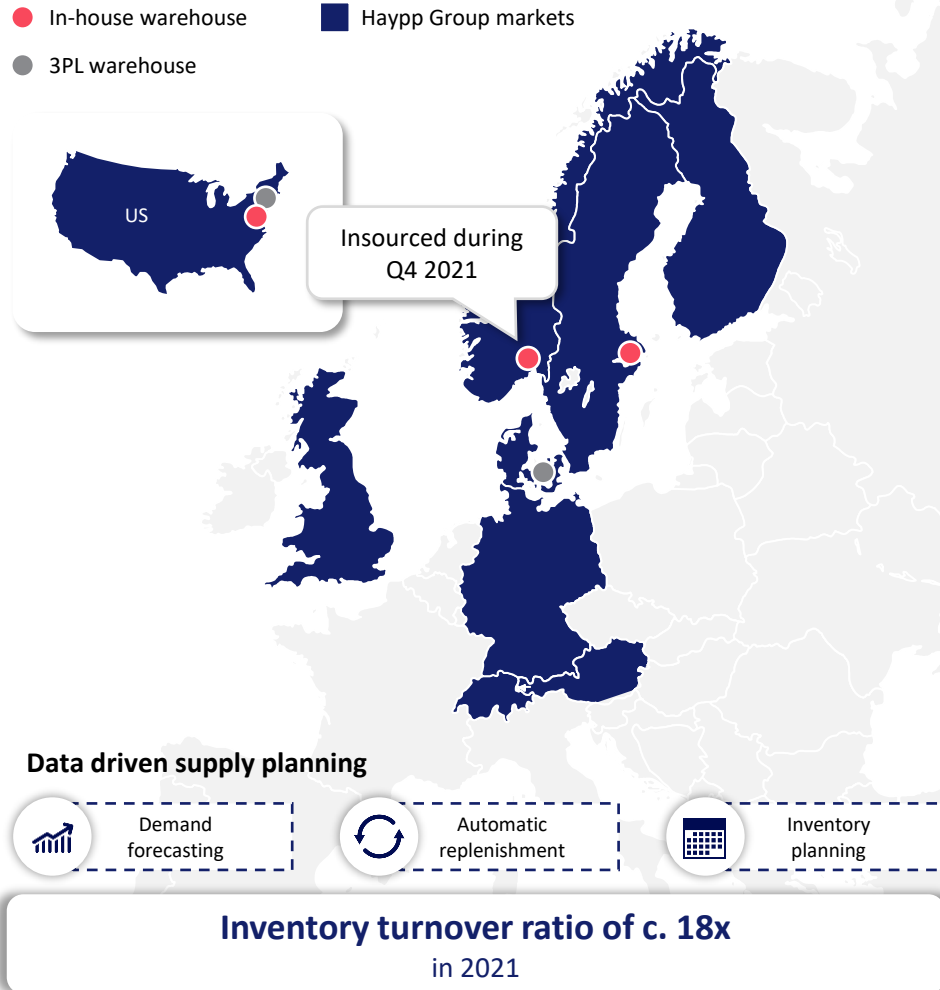 In-house warehouse
Haypp Group markets
3PL warehouse
US
Insourced during
Q4 2021
Data driven supply planning
Demand
forecasting
Automatic
replenishment
Inventory
planning
Inventory turnover ratio of c. 18x
in 2021